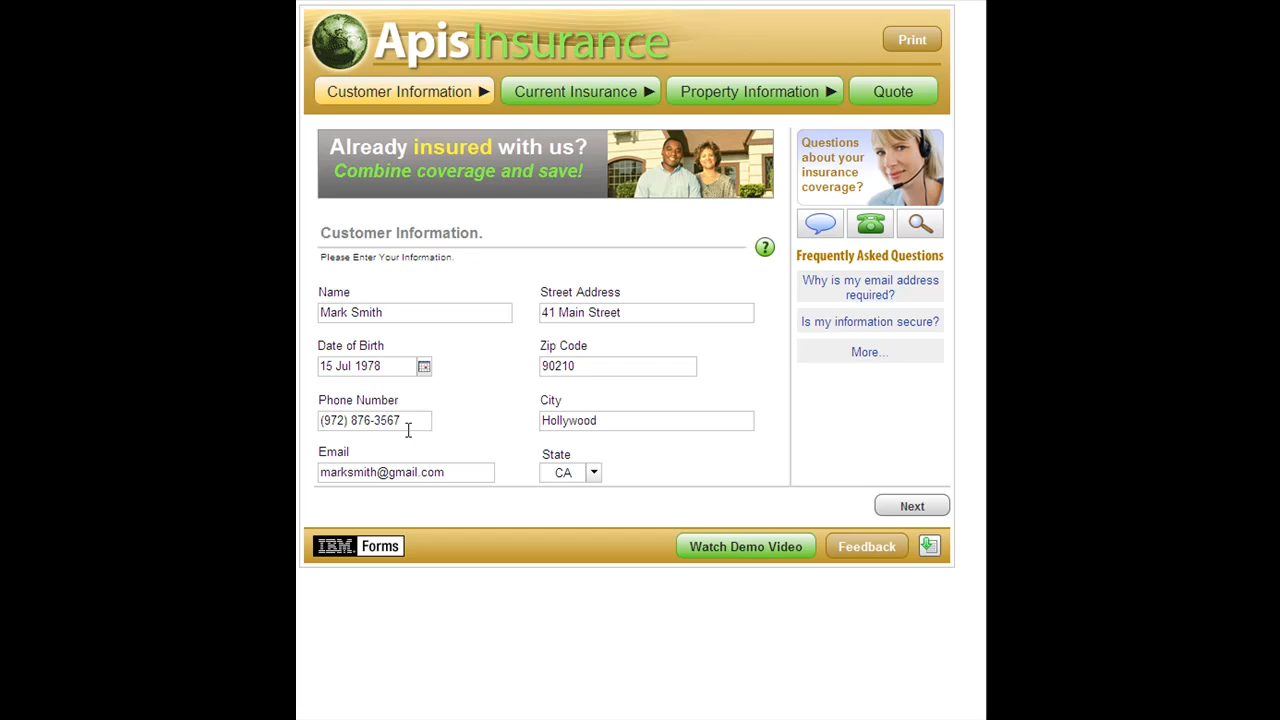 ApisInsurance
Print
Customer Information ▶
Current Insurance ▶
Property Information ▶
Quote
Already insured with us?
Combine coverage and save!
Questions
about your
insurance
coverage?
Customer Information.
?
Please Enter Your Information.
Frequently Asked Questions
Why is my email address
required?
Is my information secure?
More...
Name
Mark Smith
Street Address
41 Main Street
Date of Birth
15 Jul 1978
Zip Code
90210
Phone Number
(972) 876-3567
City
Hollywood
Email
marksmith@gmail.com
State
CA
Next
IBM. Forms
Watch Demo Video
Feedback